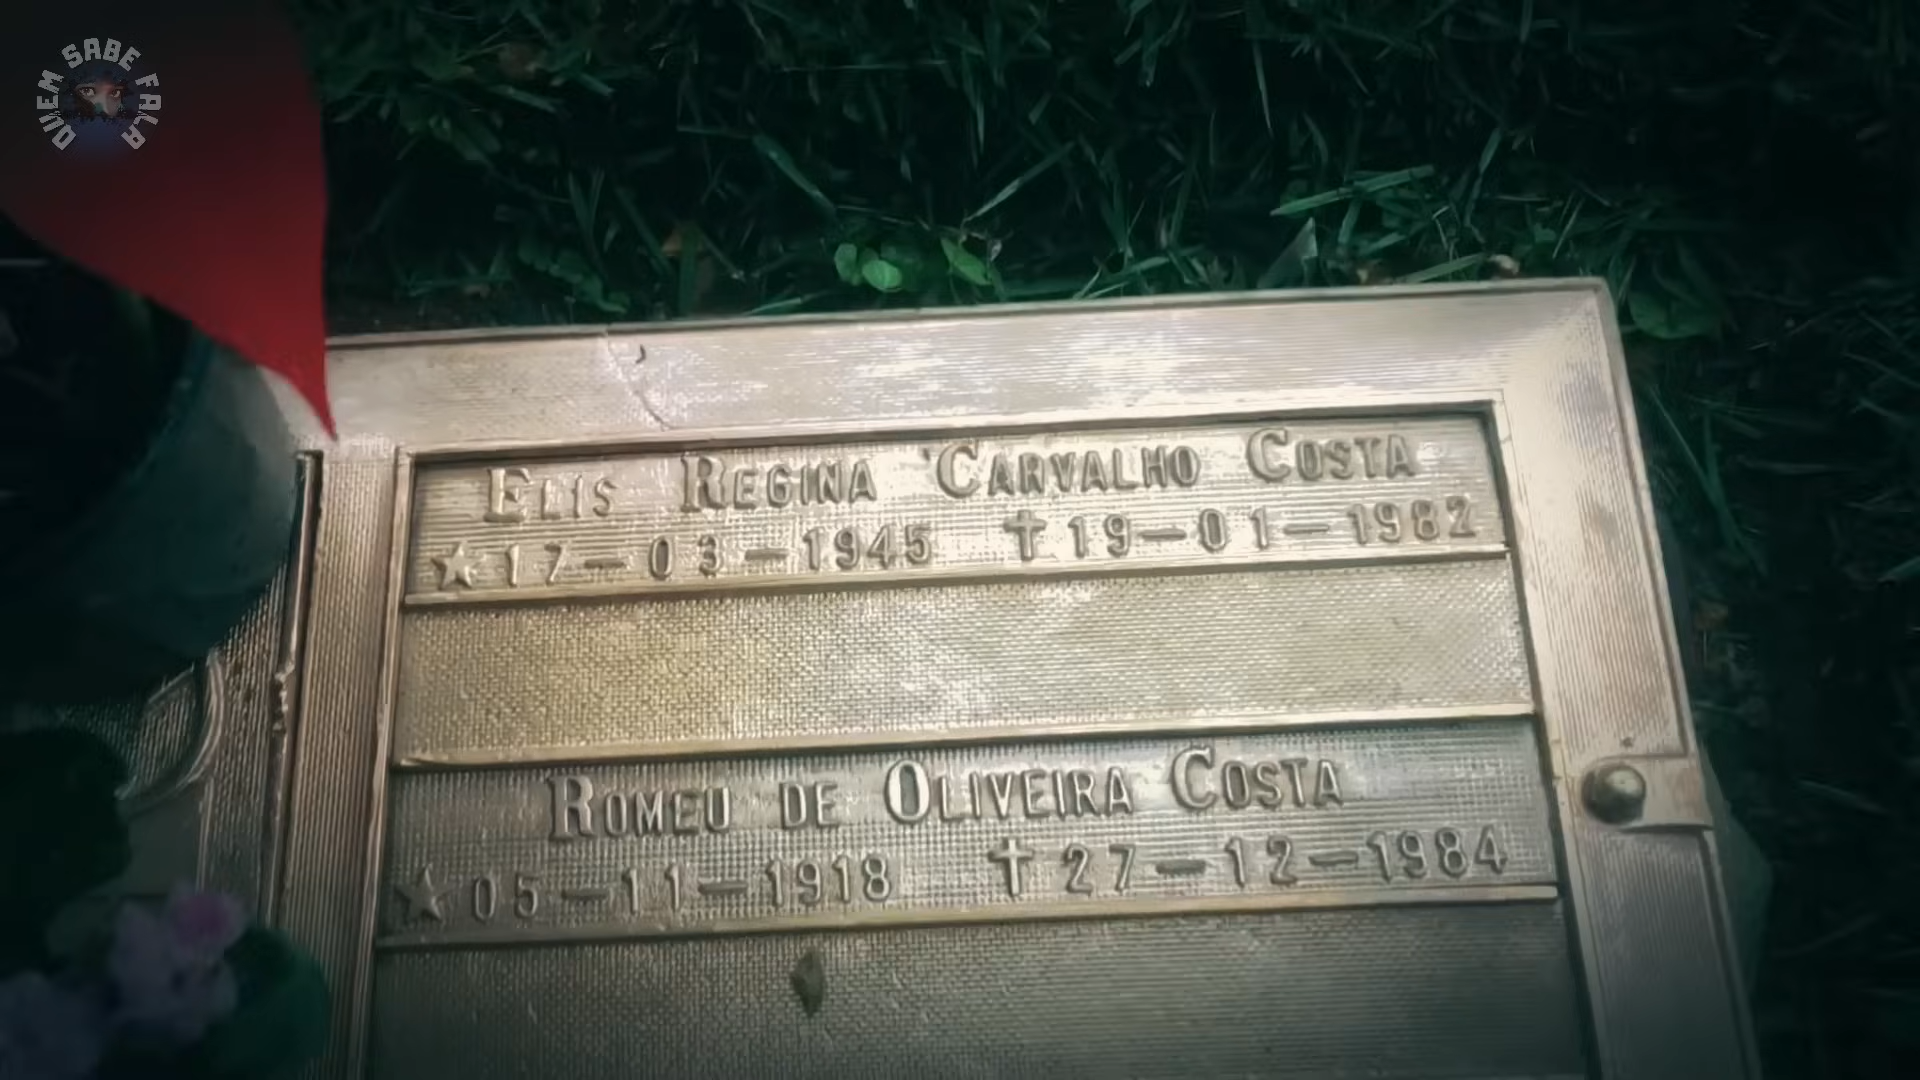 QUEM SABE FALA
ELIS REGINA CARVALHO COSTA
★17-03-1945 ✝19-01-1982
ROMEU DE OLIVEIRA COSTA
★05-11-1918 ✝27-12-1984